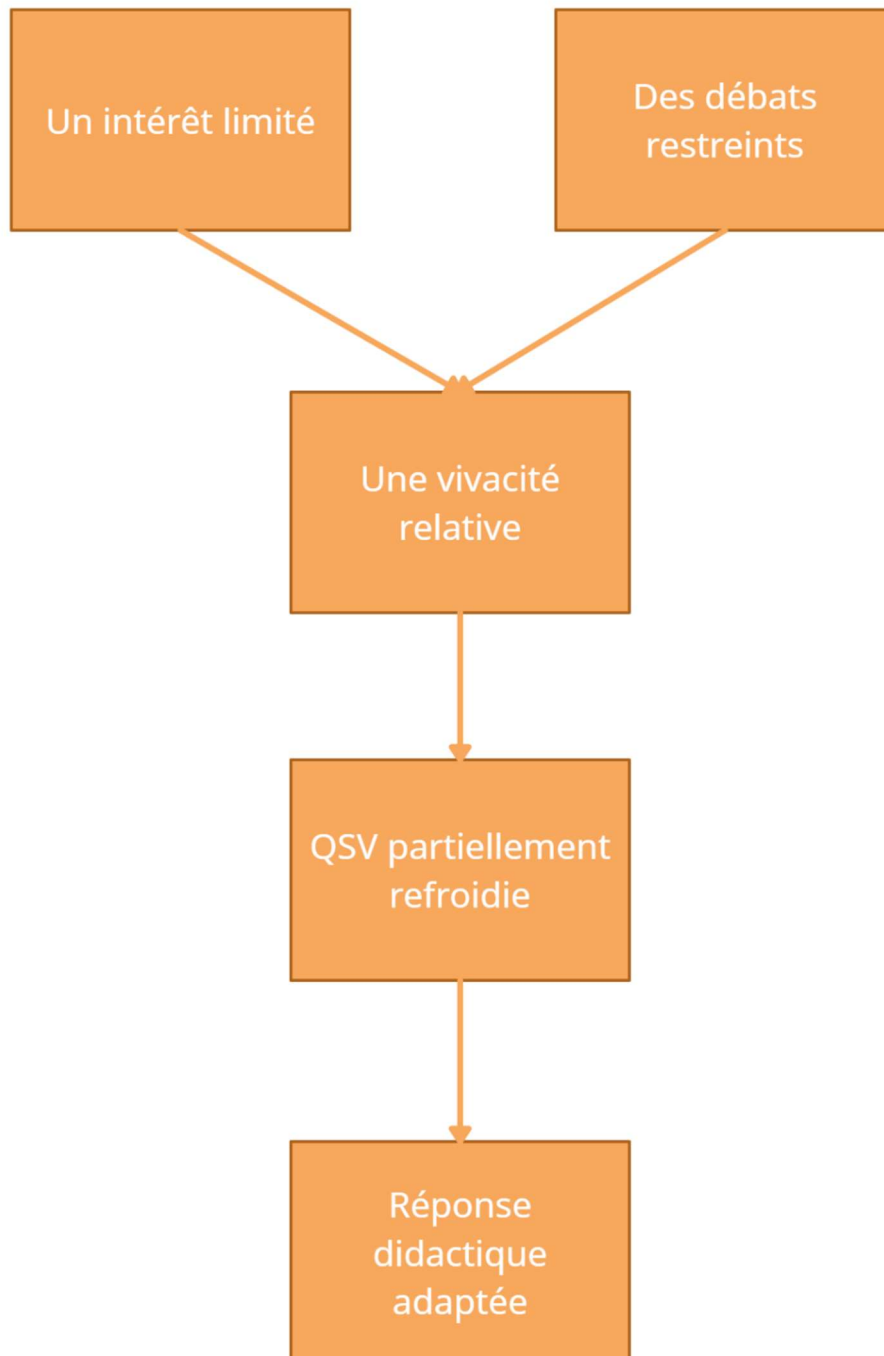 Un intérêt limité
Des débats
restreints
Une vivacité
relative
QSV partiellement
refroidie
Réponse
didactique
adaptée